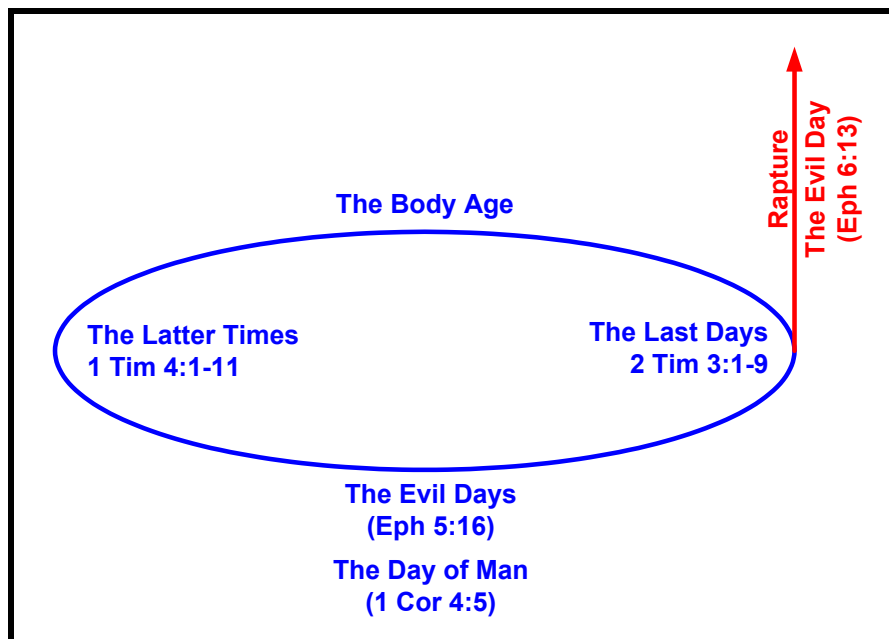 The Body Age
The Latter Times
1 Tim 4:1-11
The Last Days
2 Tim 3:1-9
The Evil Days
(Eph 5:16)
The Day of Man
(1 Cor 4:5)
Rapture
The Evil Day
(Eph 6:13)